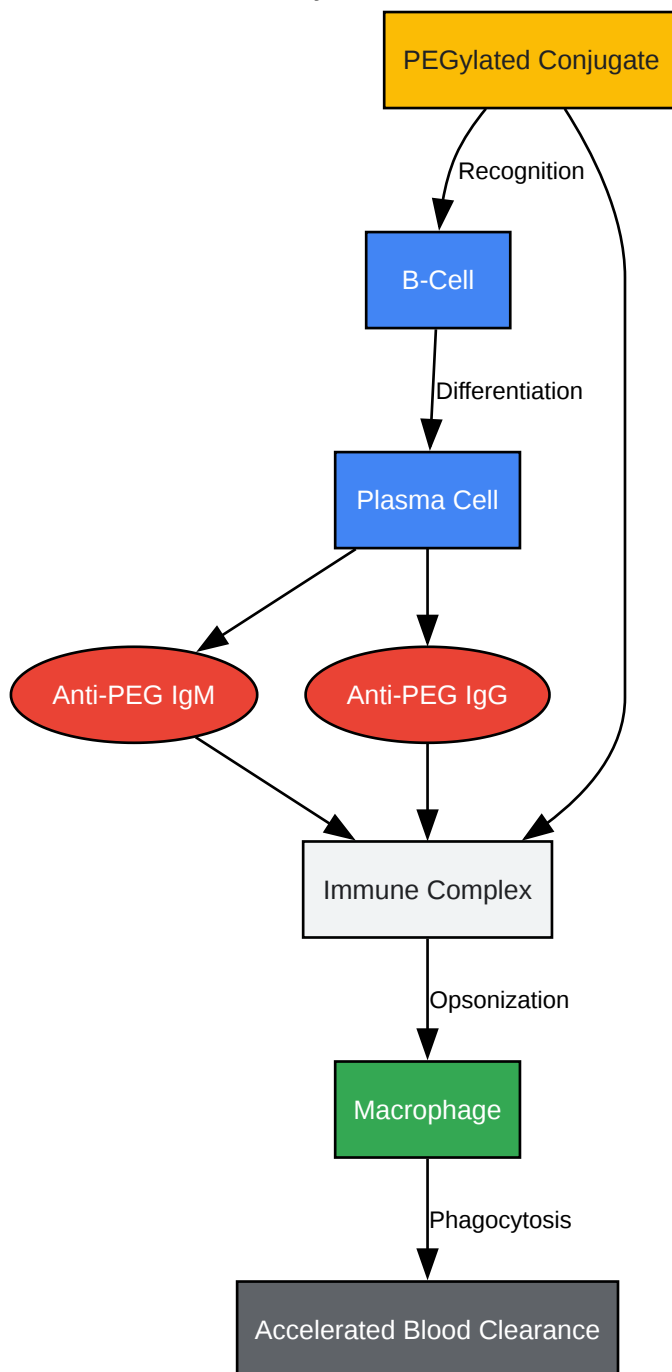 PEGylated Conjugate
Recognition
B-Cell
Differentiation
Plasma Cell
Anti-PEG IgM
Anti-PEG IgG
Immune Complex
Opsonization
Macrophage
Phagocytosis
Accelerated Blood Clearance